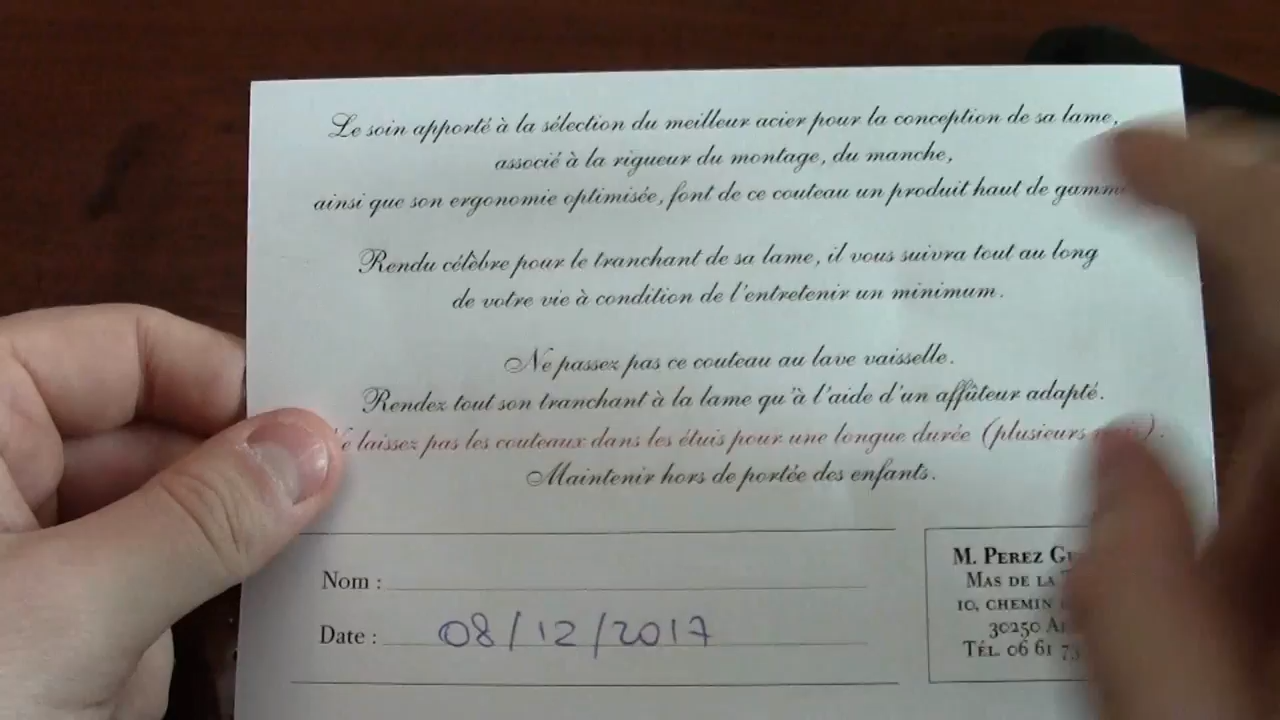 Le soin apporté à la sélection du meilleur acier pour la conception de sa lame,
associé à la rigueur du montage, du manche,
ainsi que son ergonomie optimisée, font de ce couteau un produit haut de gamme
Rendu célèbre pour le tranchant de sa lame, il vous suivra tout au long
de votre vie à condition de l'entretenir un minimum.
Ne passez pas ce couteau au lave vaisselle.
Rendez tout son tranchant à la lame qu'à l'aide d'un affûteur adapté.
laissez pas les couteaux dans les étuis pour une longue durée (plusieurs
Maintenir hors de portée des enfants.
Nom :
Date : 08/12/2017
M. PEREZ
MAS DE LA
10, CHEMIN
30250
TÉL. 06 61